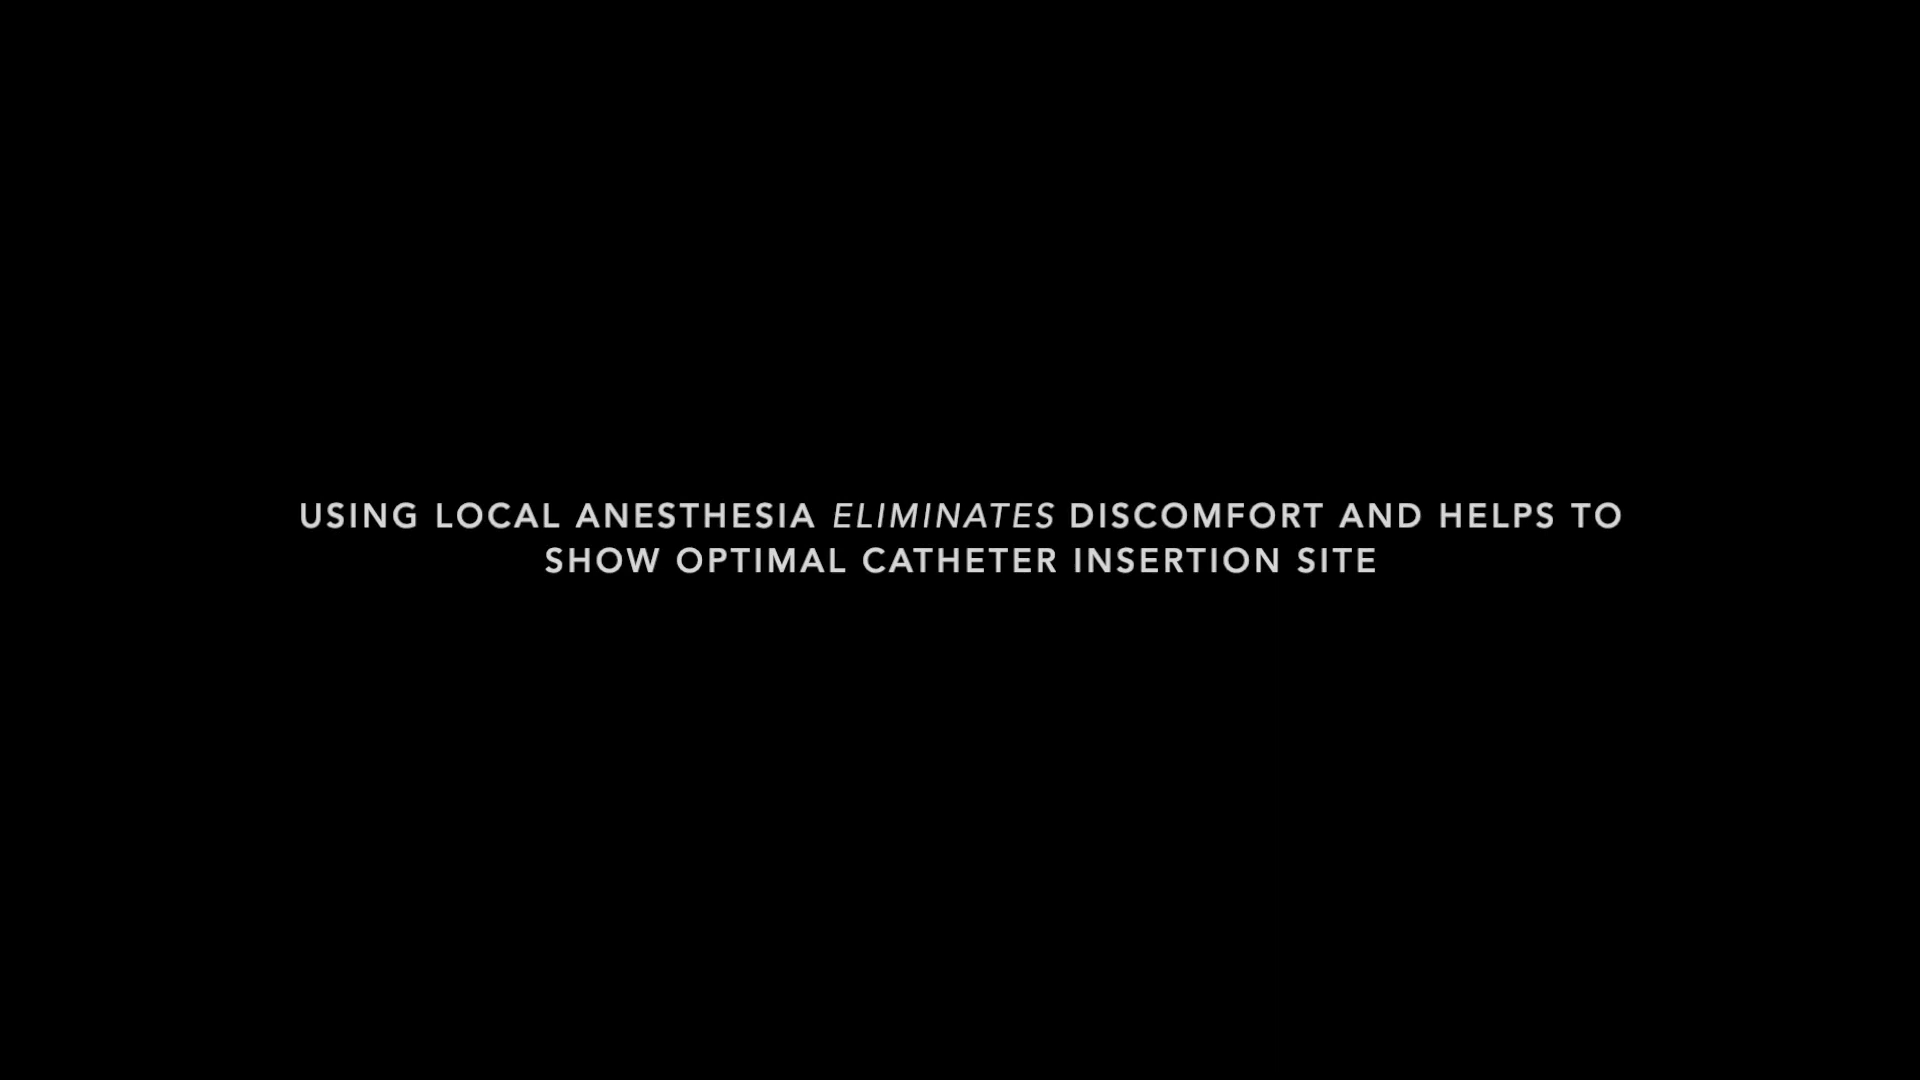 USING LOCAL ANESTHESIA ELIMINATES DISCOMFORT AND HELPS TO
SHOW OPTIMAL CATHETER INSERTION SITE